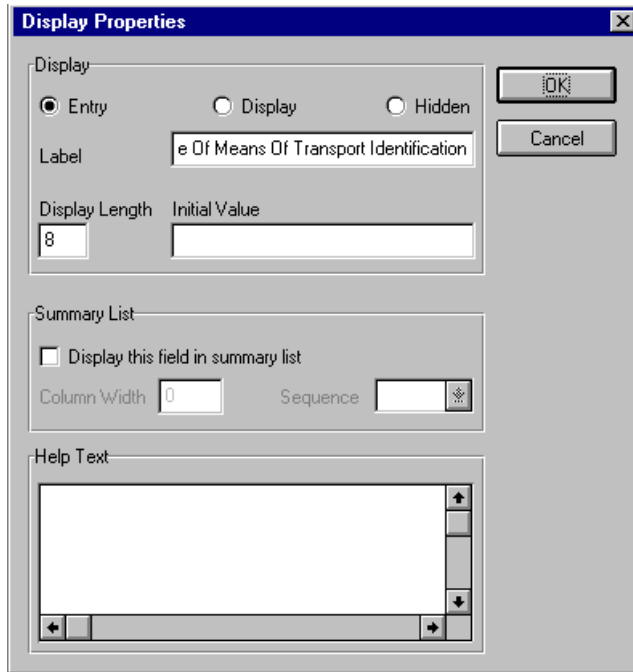 Display Properties
Display
OK
Entry
Display
Hidden
Cancel
Label
e Of Means Of Transport Identification
Display Length
Initial Value
8
Summary List
Display this field in summary list
Column Width
0
Sequence
Help Text